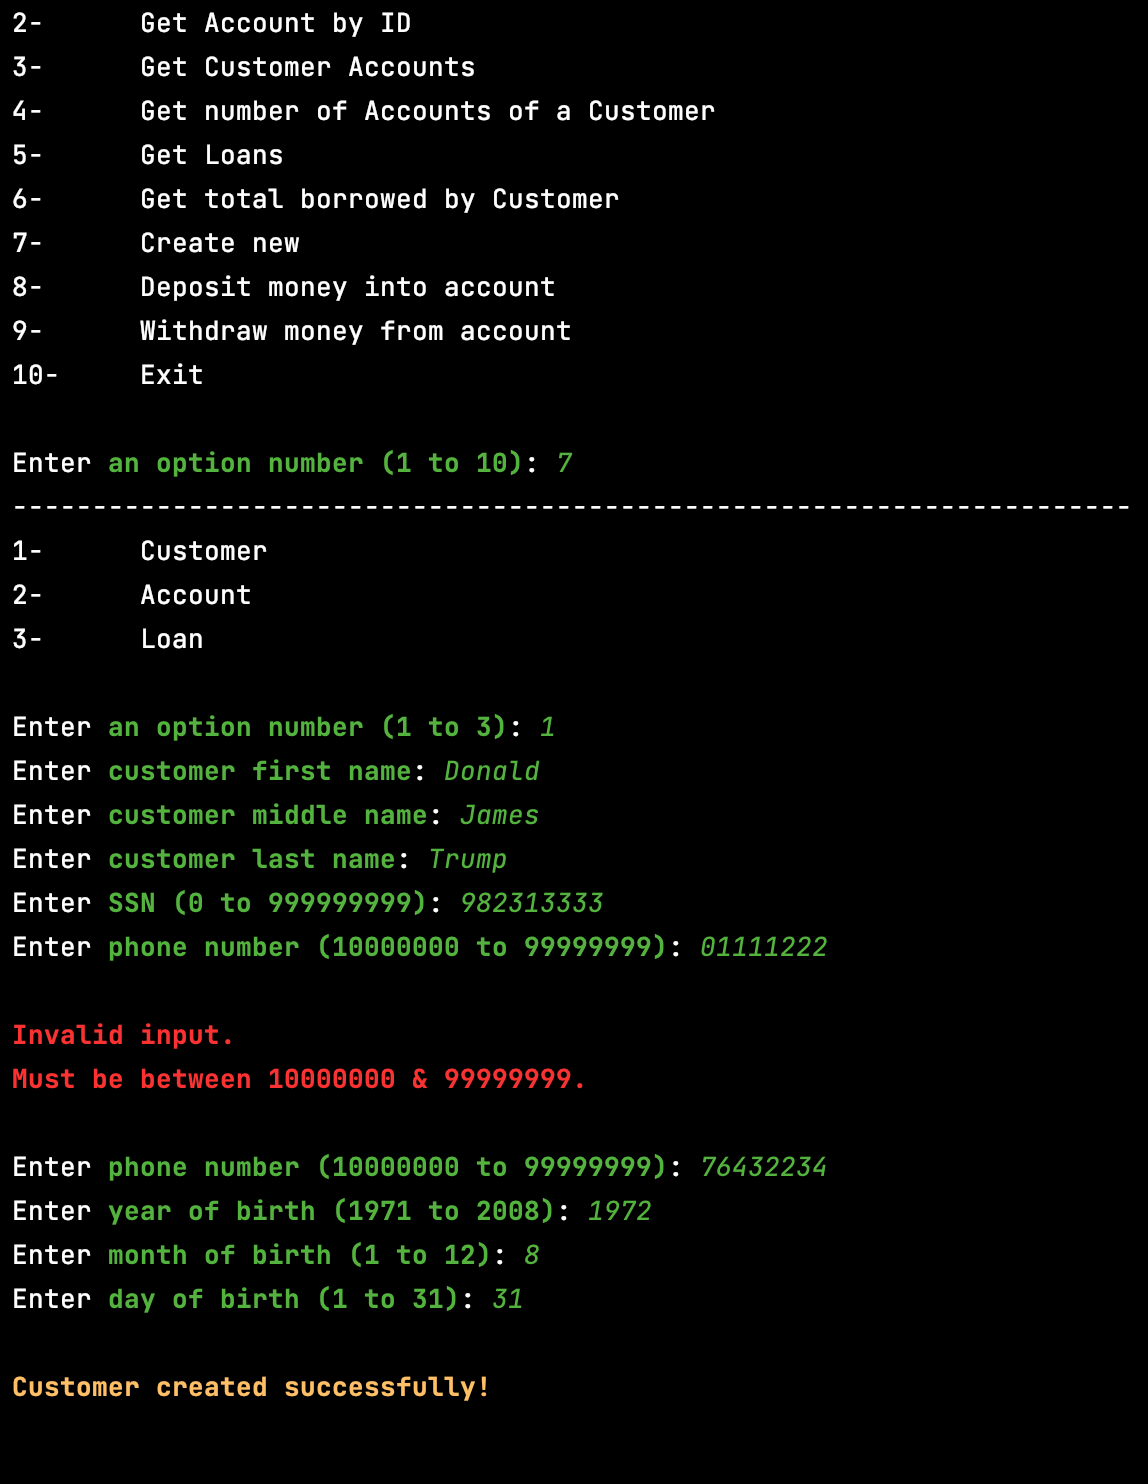 2- Get Account by ID
3- Get Customer Accounts
4- Get number of Accounts of a Customer
5- Get Loans
6- Get total borrowed by Customer
7- Create new
8- Deposit money into account
9- Withdraw money from account
10- Exit
Enter an option number (1 to 10): 7
----------------------------------------------------------------------
1- Customer
2- Account
3- Loan
Enter an option number (1 to 3): 1
Enter customer first name: Donald
Enter customer middle name: James
Enter customer last name: Trump
Enter SSN (0 to 999999999): 982313333
Enter phone number (10000000 to 99999999): 01111222
Invalid input.
Must be between 10000000 & 99999999.
Enter phone number (10000000 to 99999999): 76432234
Enter year of birth (1971 to 2008): 1972
Enter month of birth (1 to 12): 8
Enter day of birth (1 to 31): 31
Customer created successfully!